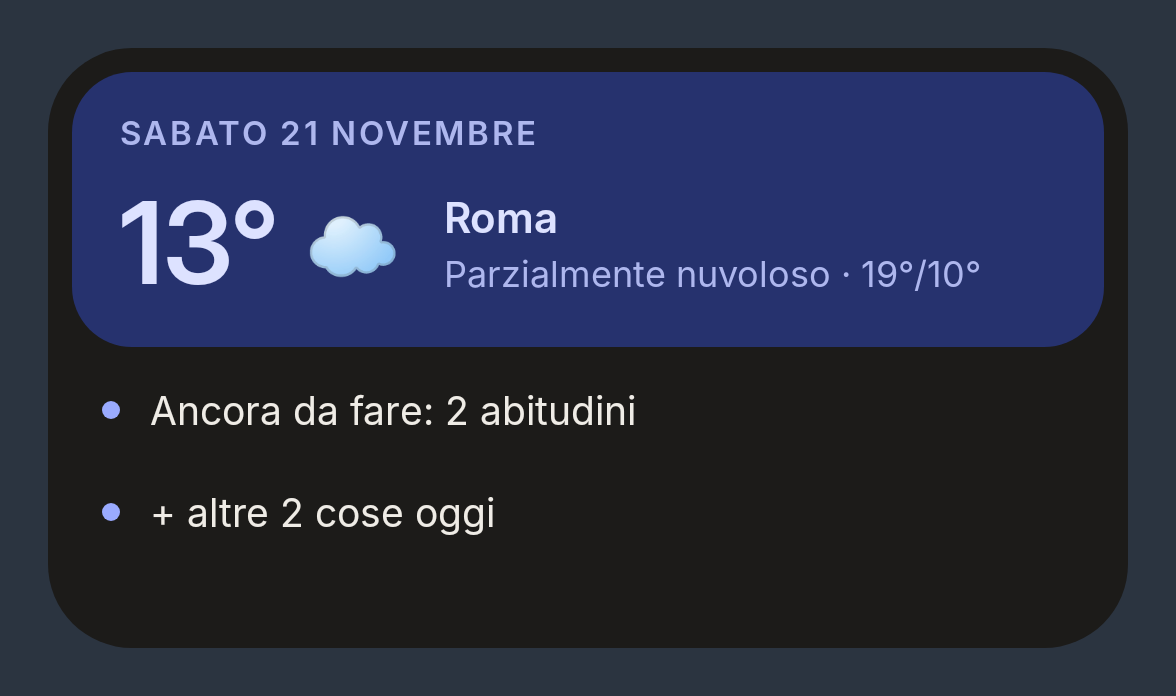 SABATO 21 NOVEMBRE
13°
Roma
Parzialmente nuvoloso · 19°/10°
Ancora da fare: 2 abitudini
+ altre 2 cose oggi